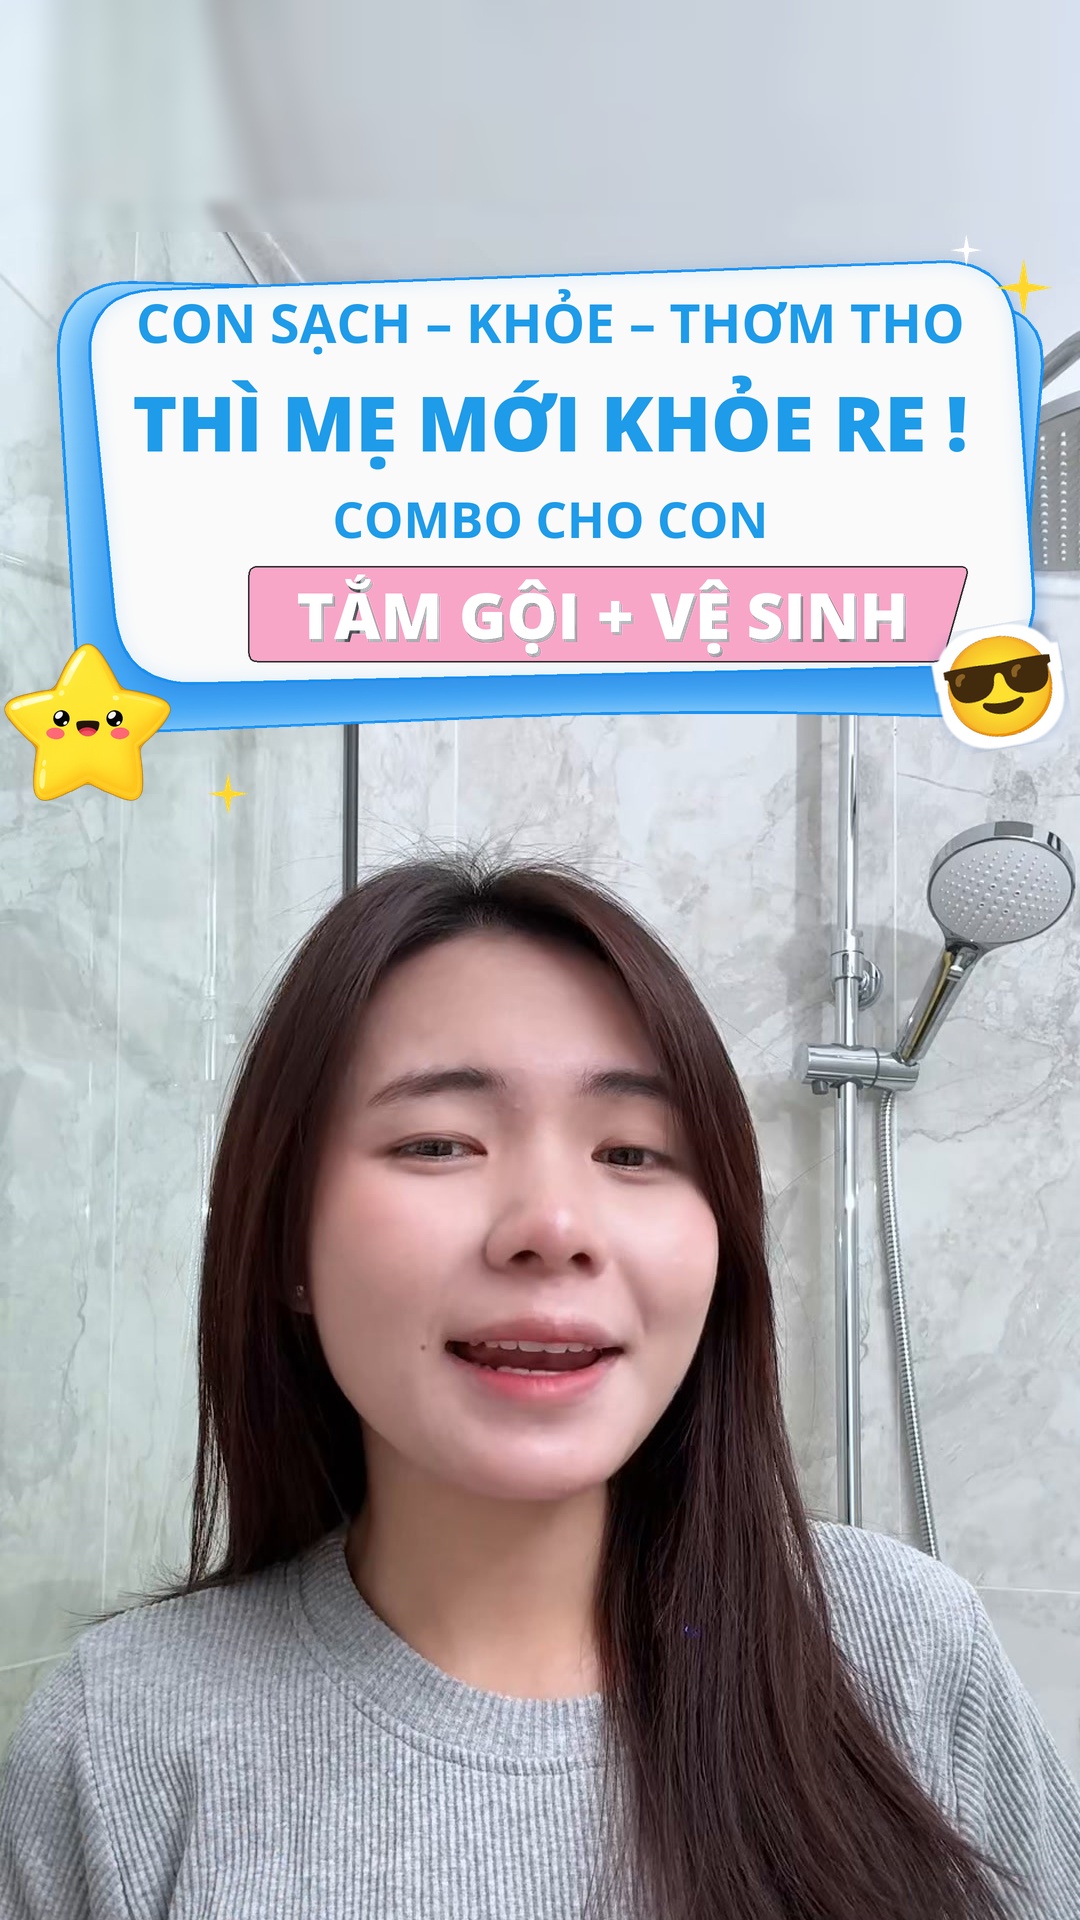 CON SẠCH – KHỎE – THƠM THO
THÌ MẸ MỚI KHỎE RE !
COMBO CHO CON
TẮM GỘI + VỆ SINH